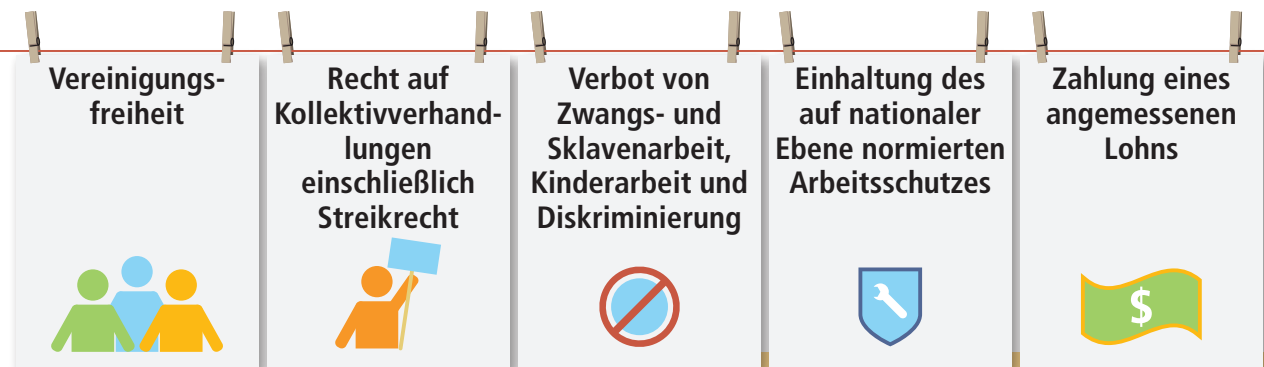 Vereinigungs-
freiheit
Recht auf
Kollektivverhand-
lungen
einschließlich
Streikrecht
Verbot von
Zwangs- und
Sklavenarbeit,
Kinderarbeit und
Diskriminierung
Einhaltung des
auf nationaler
Ebene normierten
Arbeitsschutzes
Zahlung eines
angemessenen
Lohns
$